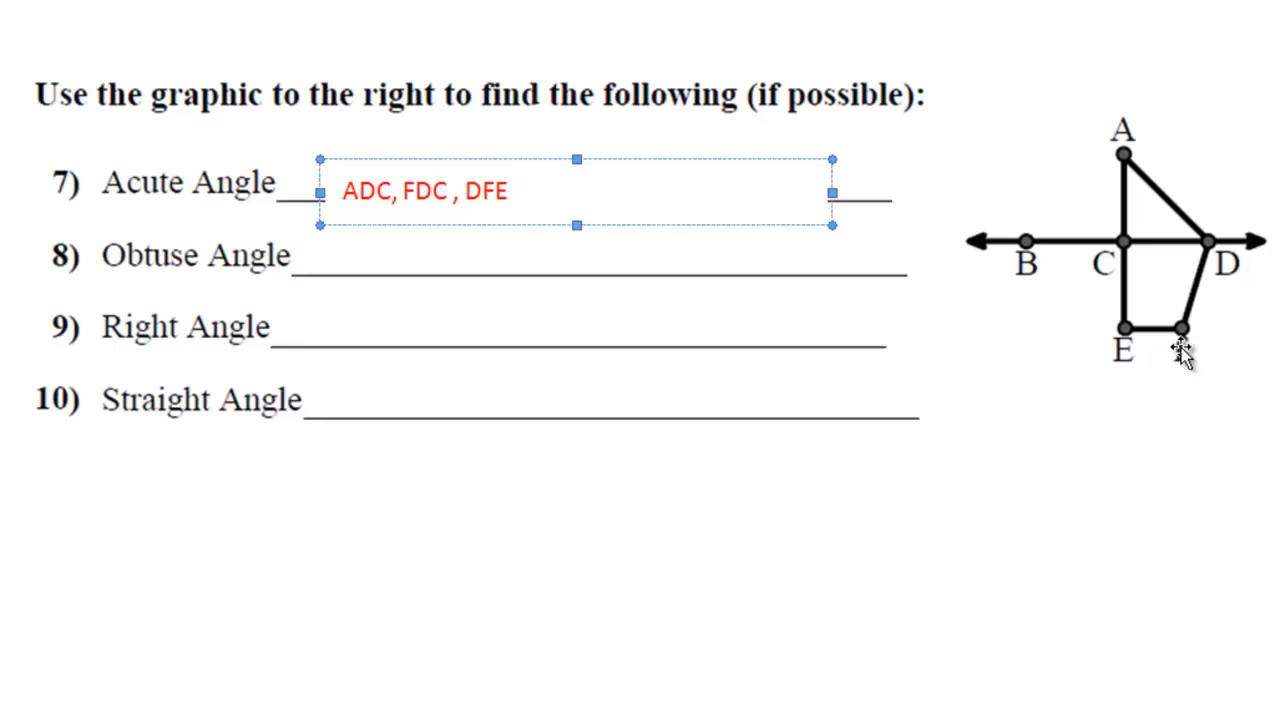 Use the graphic to the right to find the following (if possible):
7) Acute Angle ADC, FDC , DFE
8) Obtuse Angle
9) Right Angle
10) Straight Angle
A
B
C
D
E